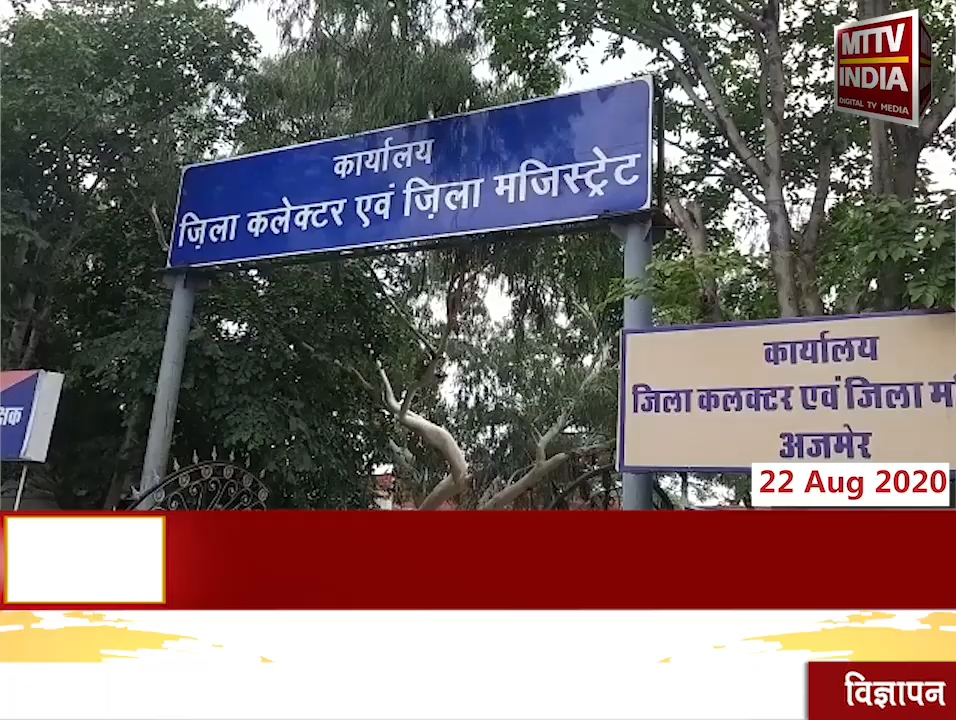 MTTV
INDIA
DIGITAL TV MEDIA
कार्यालय
ज़िला कलेक्टर एवं ज़िला मजिस्ट्रेट
कार्यालय
जिला कलक्टर एवं जिला
अजमेर
22 Aug 2020
विज्ञापन